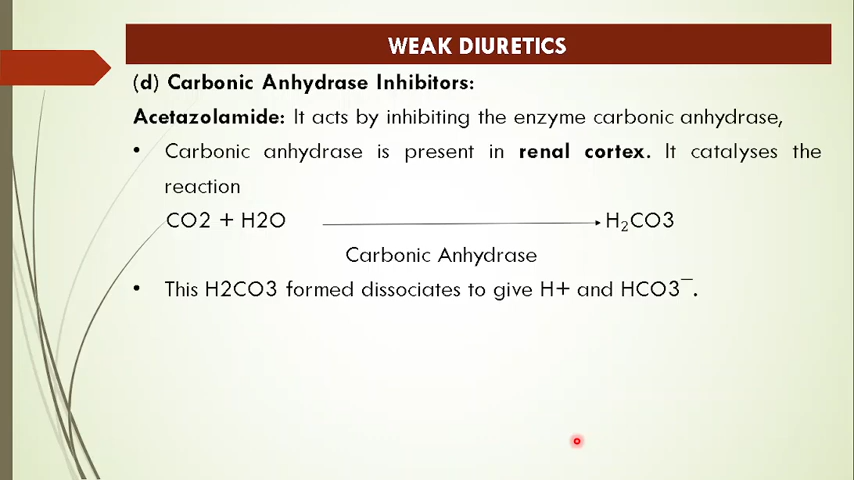 WEAK DIURETICS
(d) Carbonic Anhydrase Inhibitors:
Acetazolamide: It acts by inhibiting the enzyme carbonic anhydrase,
• Carbonic anhydrase is present in renal cortex. It catalyses the
reaction
CO2 + H2O → H₂CO3
Carbonic Anhydrase
• This H2CO3 formed dissociates to give H+ and HCO3¯.